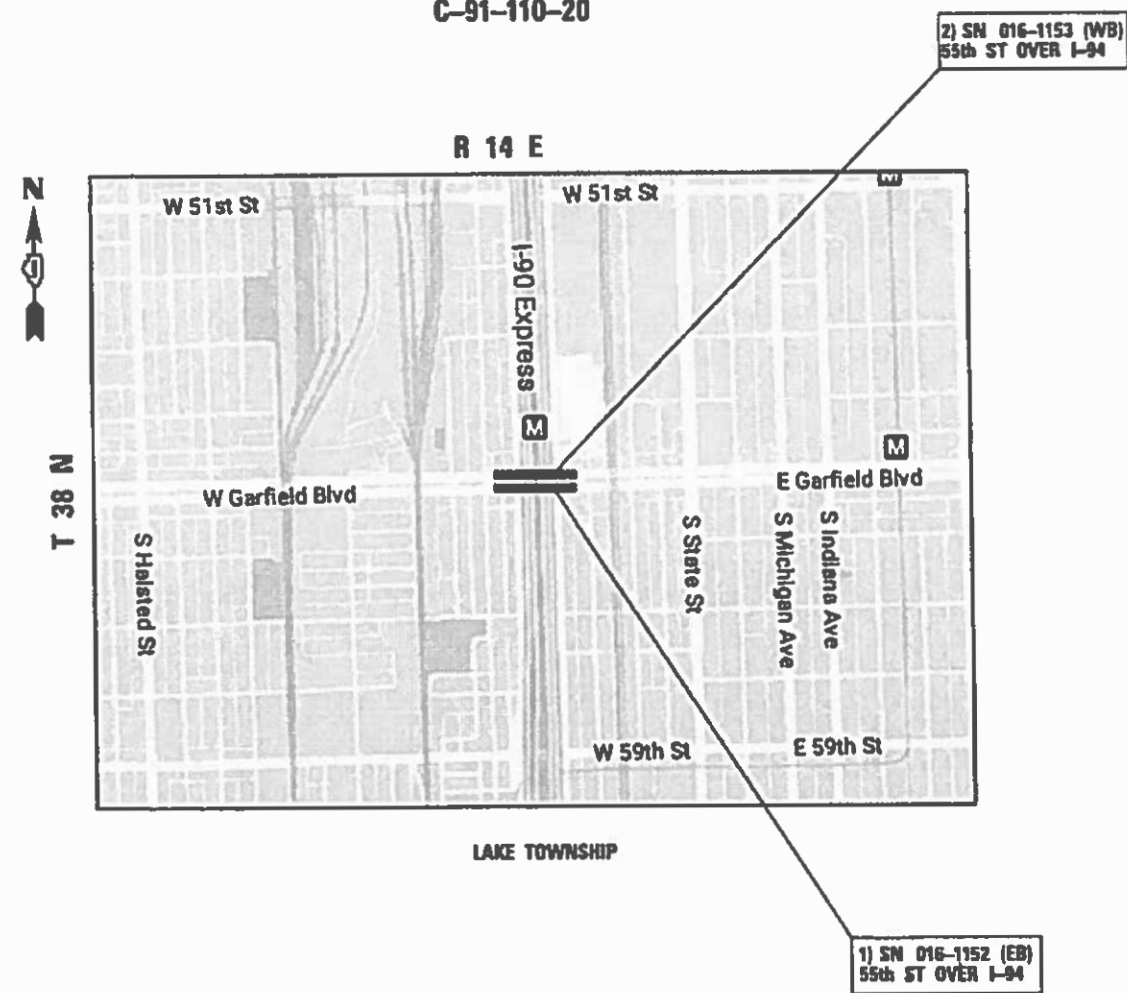 C-91-110-20
2) SN 016-1153 (WB)
55th ST OVER I-94
R 14 E
N
W 51st St
W 51st St
M
I-90 Express
M
M
T 38 N
W Garfield Blvd
E Garfield Blvd
S Halsted St
S State St
S Michigan Ave
S Indiana Ave
W 59th St
E 59th St
LAKE TOWNSHIP
1) SN 016-1152 (EB)
55th ST OVER I-94